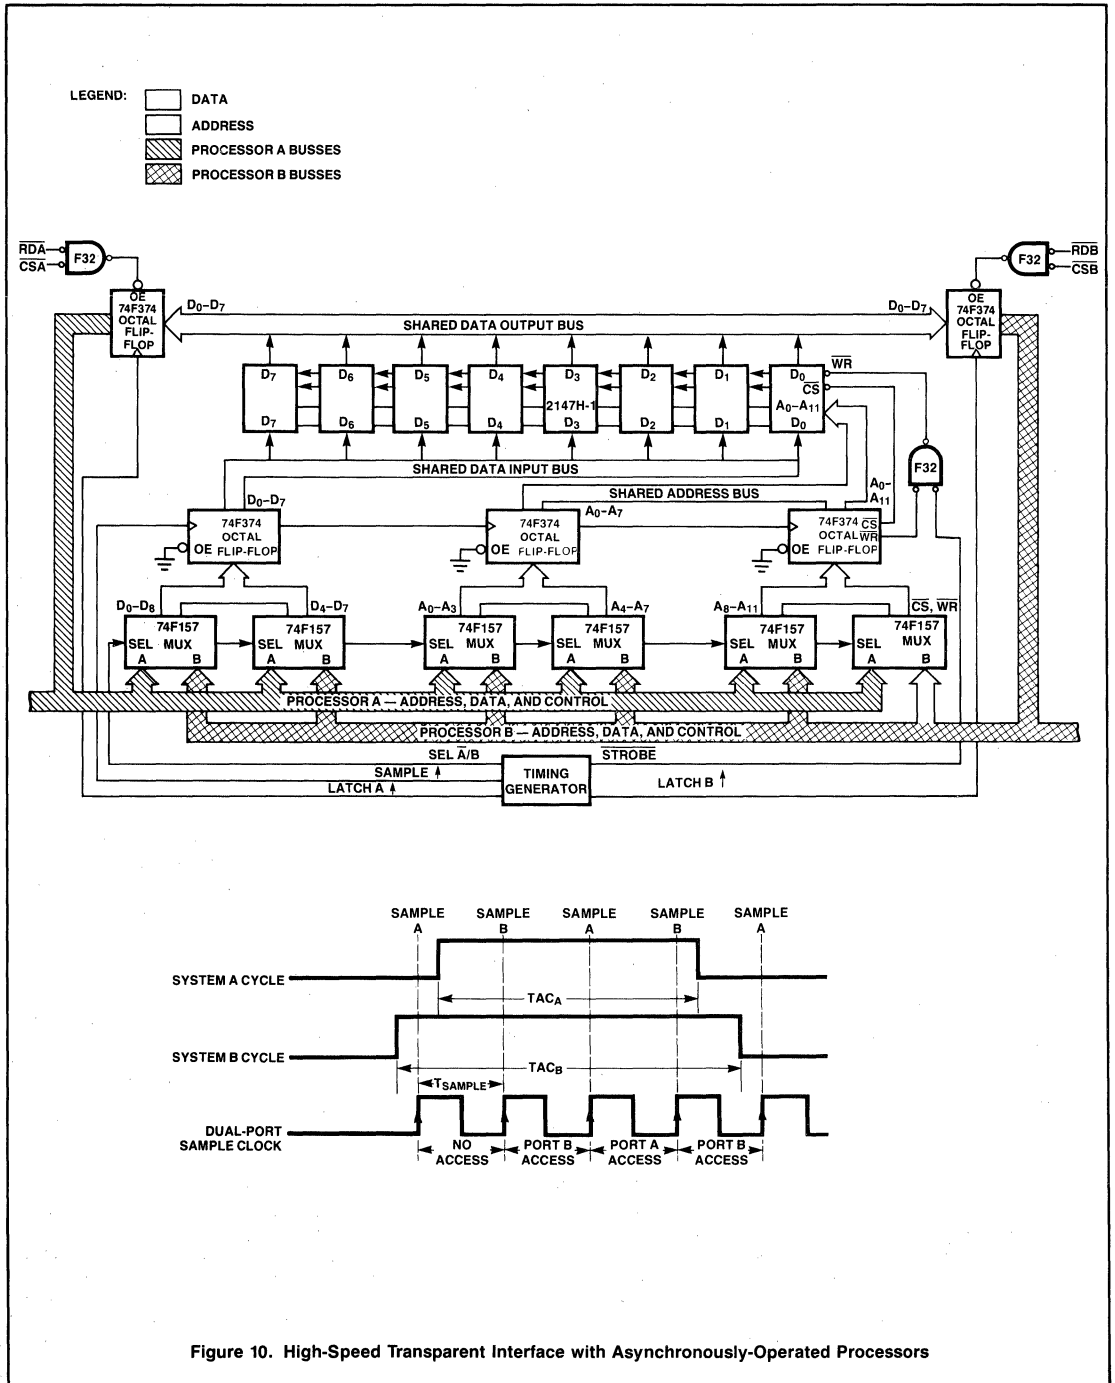 LEGEND:
DATA
ADDRESS
PROCESSOR A BUSSES
PROCESSOR B BUSSES
RDA
CSA
F32
F32
RDB
CSB
OE
74F374
OCTAL
FLIP-
FLOP
D0–D7
SHARED DATA OUTPUT BUS
D0–D7
OE
74F374
OCTAL
FLIP-
FLOP
D7 D6 D5 D4 D3 D2 D1 D0
WR
CS
2147H-1
A0–A11
D7 D6 D5 D4 D3 D2 D1 D0
F32
SHARED DATA INPUT BUS
D0–D7
SHARED ADDRESS BUS
A0–A7
A0–
A11
74F374
OCTAL
OE FLIP-FLOP
74F374
OCTAL
OE FLIP-FLOP
74F374 CS
OCTAL WR
OE FLIP-FLOP
D0–D8
D4–D7
A0–A3
A4–A7
A8–A11
CS, WR
74F157
SEL MUX
A B
74F157
SEL MUX
A B
74F157
SEL MUX
A B
74F157
SEL MUX
A B
74F157
SEL MUX
A B
74F157
SEL MUX
A B
PROCESSOR A — ADDRESS, DATA, AND CONTROL
PROCESSOR B — ADDRESS, DATA, AND CONTROL
SEL A/B
STROBE
SAMPLE ↑
LATCH A ↑
TIMING
GENERATOR
LATCH B ↑
SAMPLE
A
SAMPLE
B
SAMPLE
A
SAMPLE
B
SAMPLE
A
SYSTEM A CYCLE
TACA
SYSTEM B CYCLE
TACB
TSAMPLE
DUAL-PORT
SAMPLE CLOCK
NO
ACCESS
PORT B
ACCESS
PORT A
ACCESS
PORT B
ACCESS
Figure 10. High-Speed Transparent Interface with Asynchronously-Operated Processors